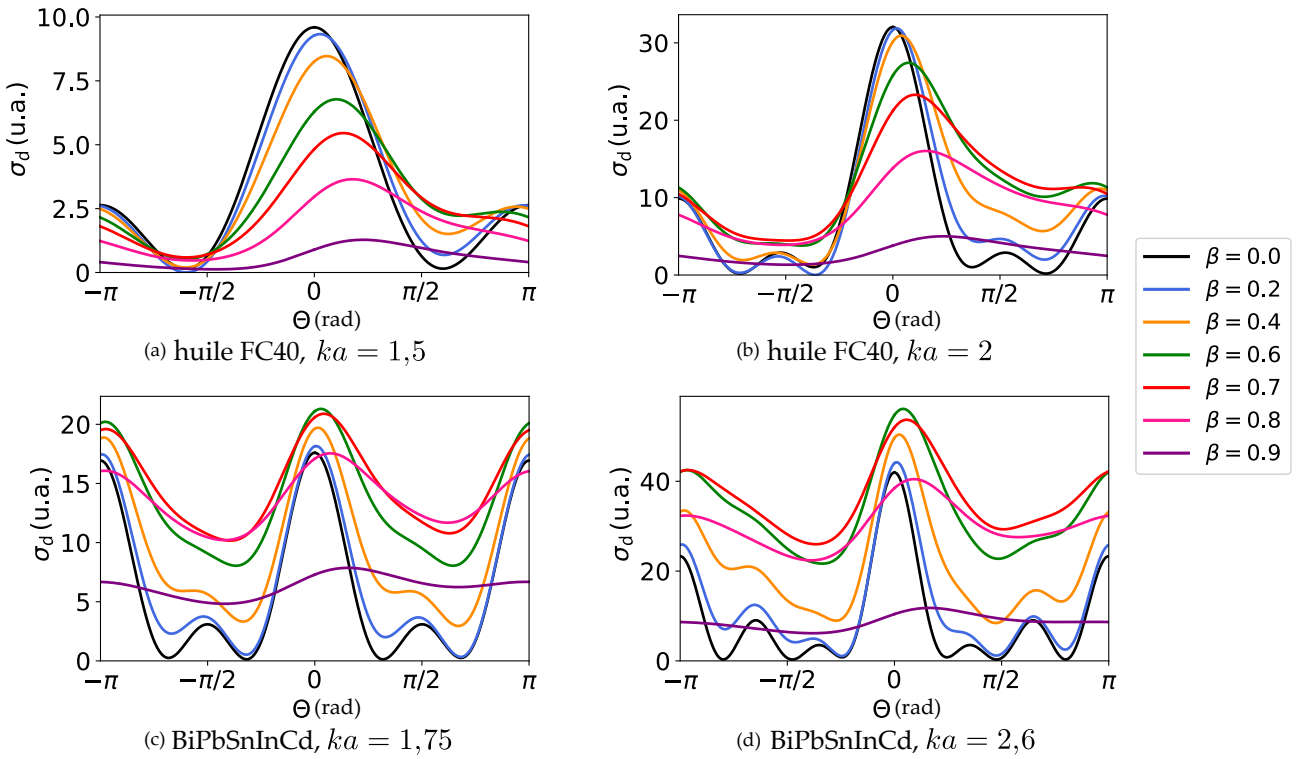 10.0
7.5
5.0
2.5
0
σd (u.a.)
−π
−π/2
0
π/2
π
Θ (rad)
(a) huile FC40, ka = 1,5
30
20
10
0
σd (u.a.)
−π
−π/2
0
π/2
π
Θ (rad)
(b) huile FC40, ka = 2
β = 0.0
β = 0.2
β = 0.4
β = 0.6
β = 0.7
β = 0.8
β = 0.9
20
15
10
5
0
σd (u.a.)
−π
−π/2
0
π/2
π
Θ (rad)
(c) BiPbSnInCd, ka = 1,75
40
20
0
σd (u.a.)
−π
−π/2
0
π/2
π
Θ (rad)
(d) BiPbSnInCd, ka = 2,6